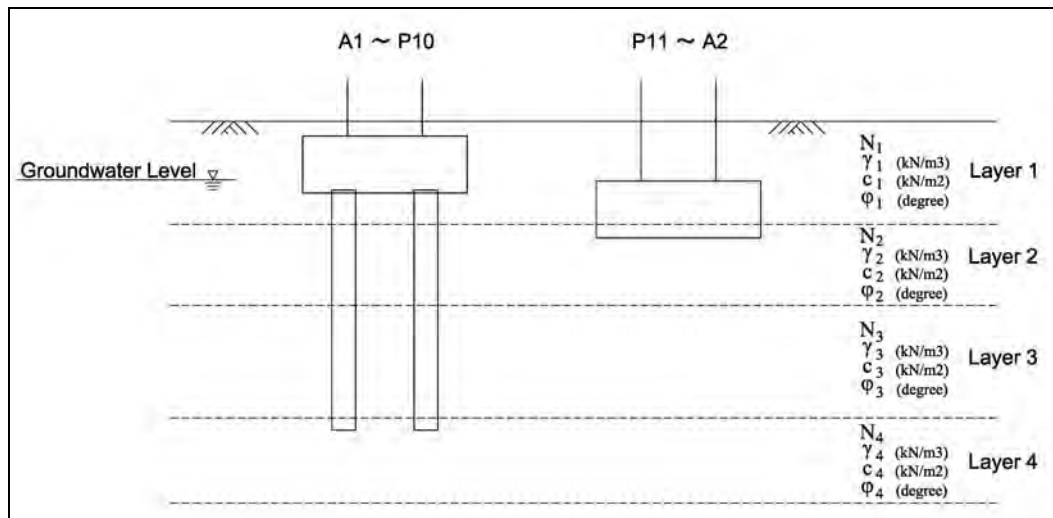 A1 ~ P10
P11 ~ A2
Groundwater Level
N1
γ1 (kN/m3)
c1 (kN/m2)
φ1 (degree)
Layer 1
N2
γ2 (kN/m3)
c2 (kN/m2)
φ2 (degree)
Layer 2
N3
γ3 (kN/m3)
c3 (kN/m2)
φ3 (degree)
Layer 3
N4
γ4 (kN/m3)
c4 (kN/m2)
φ4 (degree)
Layer 4